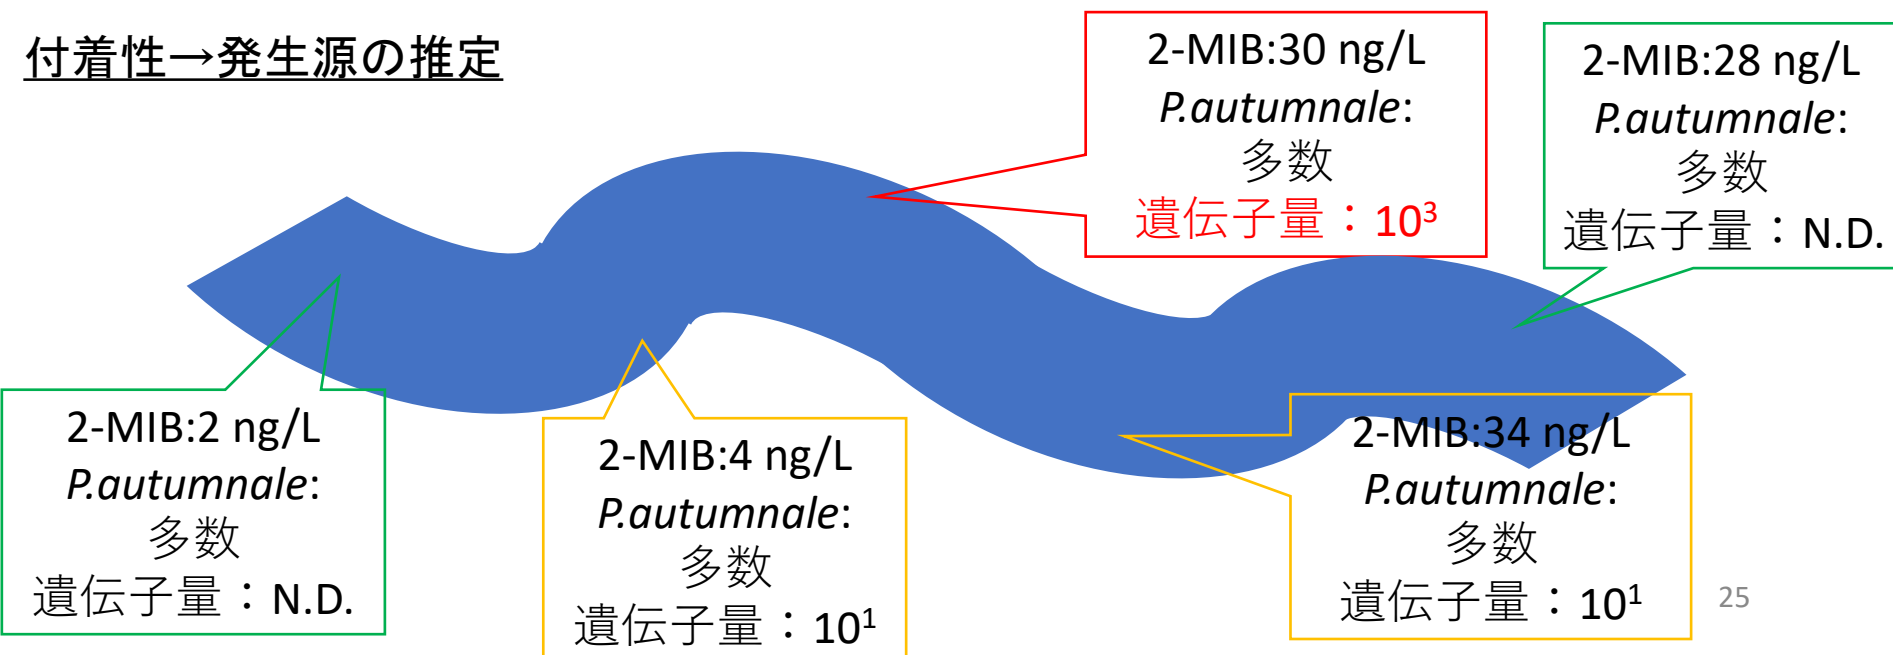 付着性→発生源の推定
2-MIB:30 ng/L
P.autumnale:
多数
遺伝子量：10³
2-MIB:28 ng/L
P.autumnale:
多数
遺伝子量：N.D.
2-MIB:2 ng/L
P.autumnale:
多数
遺伝子量：N.D.
2-MIB:4 ng/L
P.autumnale:
多数
遺伝子量：10¹
2-MIB:34 ng/L
P.autumnale:
多数
遺伝子量：10¹
25